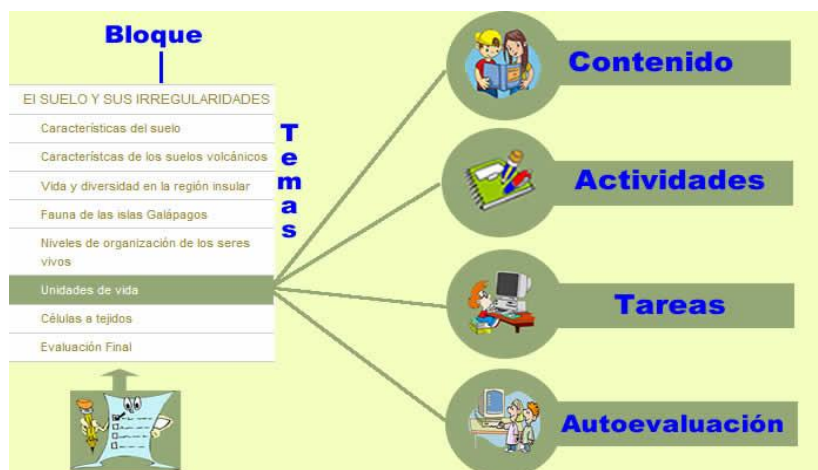 Bloque
El SUELO Y SUS IRREGULARIDADES
Características del suelo
Característcas de los suelos volcánicos
Vida y diversidad en la región insular
Fauna de las islas Galápagos
Niveles de organización de los seres
vivos
Unidades de vida
Células a tejidos
Evaluación Final
Temas
Contenido
Actividades
Tareas
Autoevaluación